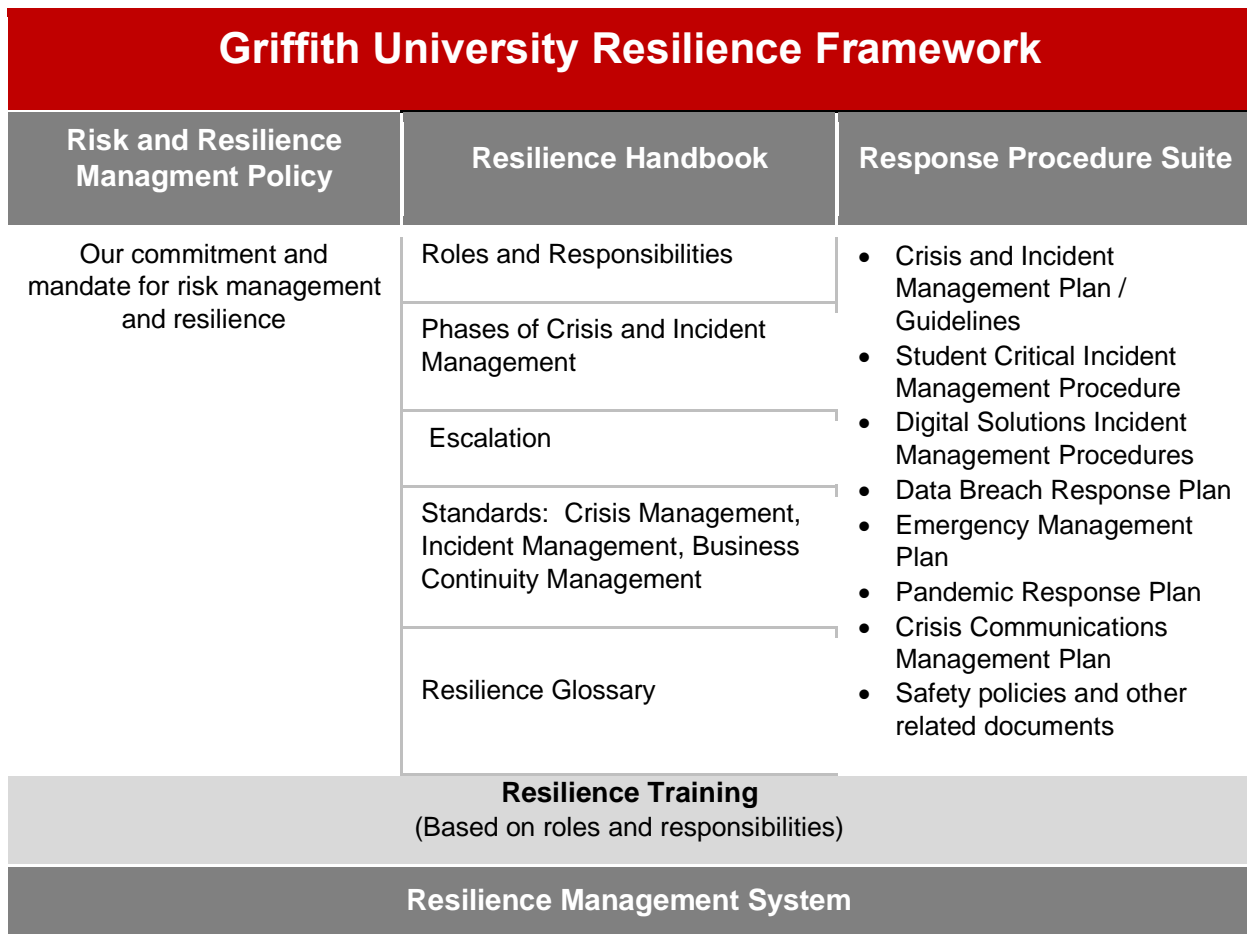 Griffith University Resilience Framework
Risk and Resilience
Managment Policy
Resilience Handbook
Response Procedure Suite
Our commitment and
mandate for risk management
and resilience
Roles and Responsibilities
Phases of Crisis and Incident
Management
Escalation
Standards: Crisis Management,
Incident Management, Business
Continuity Management
Resilience Glossary
• Crisis and Incident
Management Plan /
Guidelines
• Student Critical Incident
Management Procedure
• Digital Solutions Incident
Management Procedures
• Data Breach Response Plan
• Emergency Management
Plan
• Pandemic Response Plan
• Crisis Communications
Management Plan
• Safety policies and other
related documents
Resilience Training
(Based on roles and responsibilities)
Resilience Management System